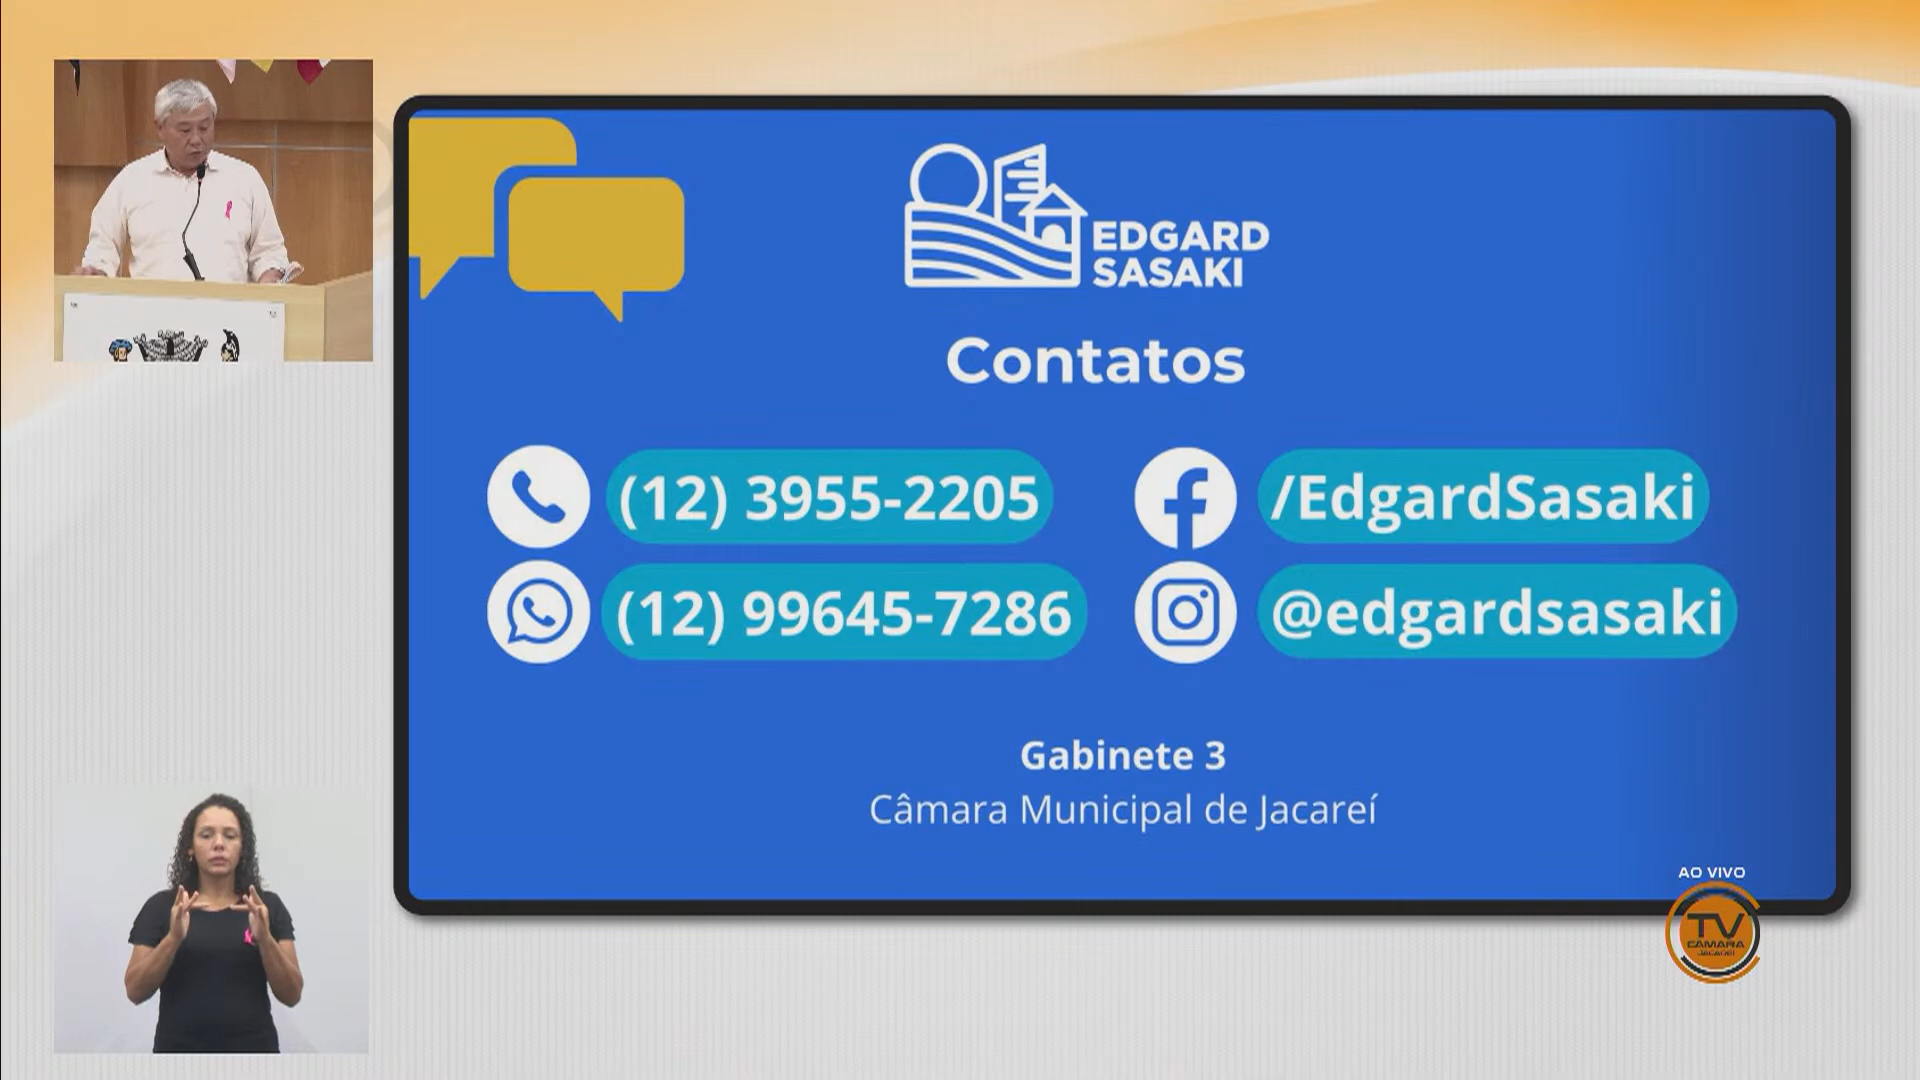 EDGARD
SASAKI
Contatos
(12) 3955-2205
/EdgardSasaki
(12) 99645-7286
@edgardsasaki
Gabinete 3
Câmara Municipal de Jacareí
AO VIVO
TV
CÂMARA
JACAREÍ